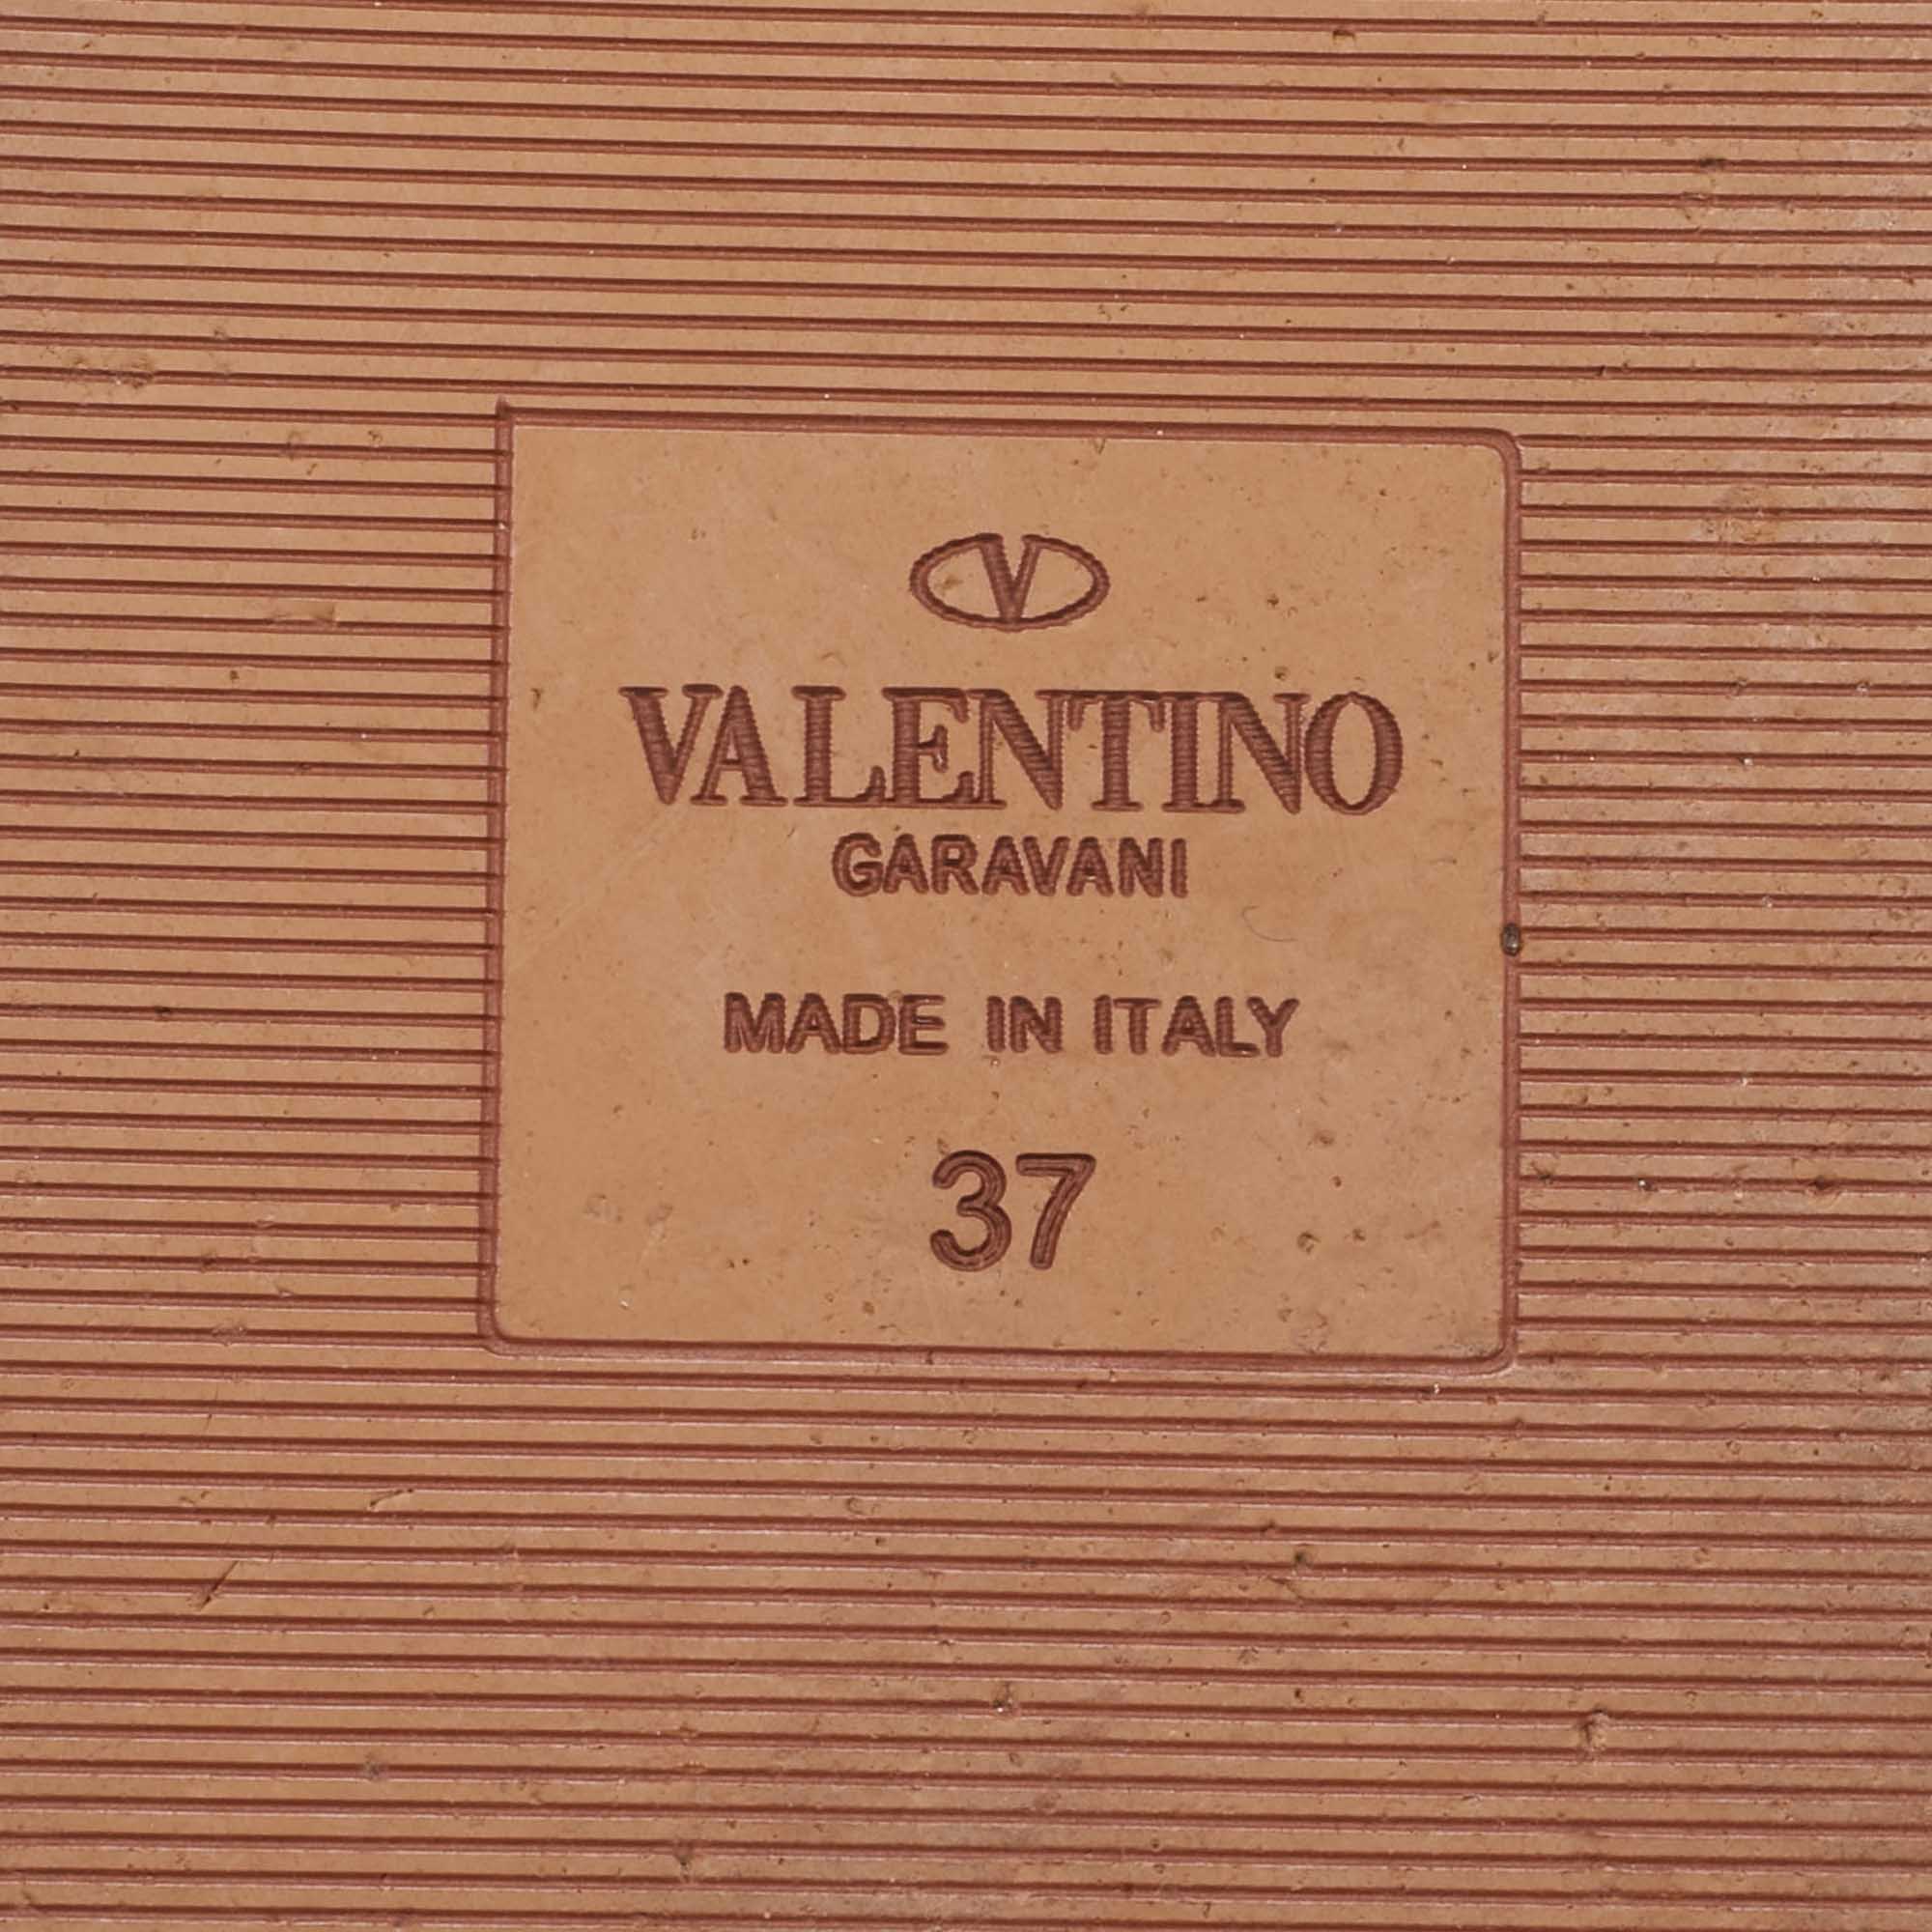 V
VALENTINO
GARAVANI
MADE IN ITALY
37